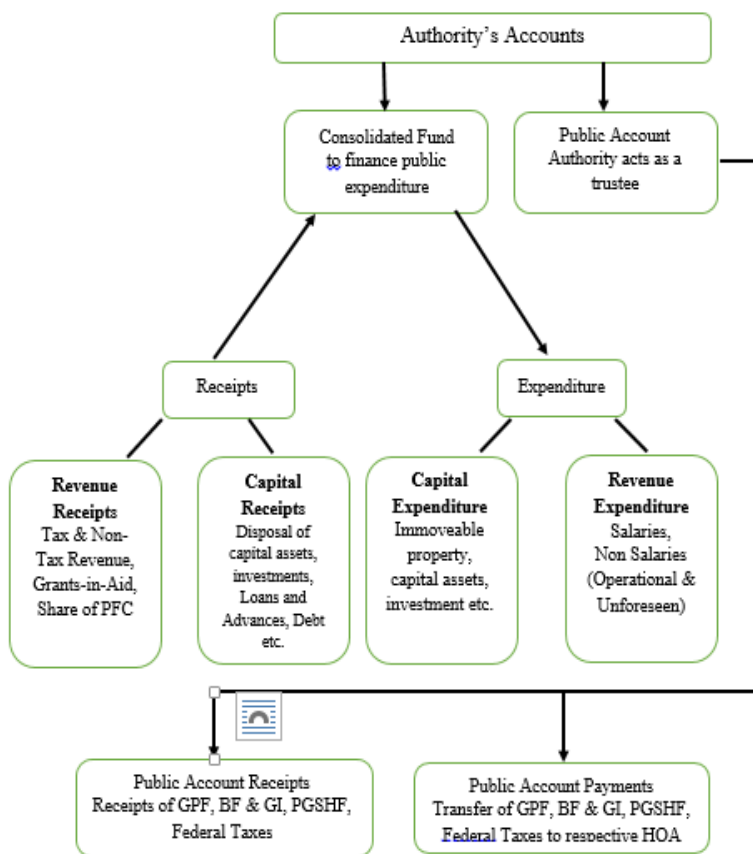 Authority's Accounts
Consolidated Fund
to finance public
expenditure
Public Account
Authority acts as a
trustee
Receipts
Expenditure
Revenue
Receipts
Tax & Non-
Tax Revenue,
Grants-in-Aid,
Share of PFC
Capital
Receipts
Disposal of
capital assets,
investments,
Loans and
Advances, Debt
etc.
Capital
Expenditure
Immoveable
property,
capital assets,
investment etc.
Revenue
Expenditure
Salaries,
Non Salaries
(Operational &
Unforeseen)
Public Account Receipts
Receipts of GPF, BF & GI, PGSHF,
Federal Taxes
Public Account Payments
Transfer of GPF, BF & GI, PGSHF,
Federal Taxes to respective HOA